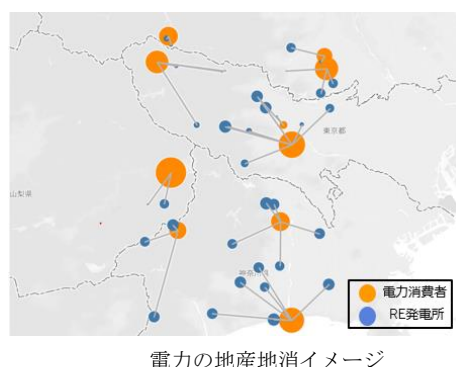 東京都
山梨県
神奈川県
電力消費者
RE発電所
電力の地産地消イメージ